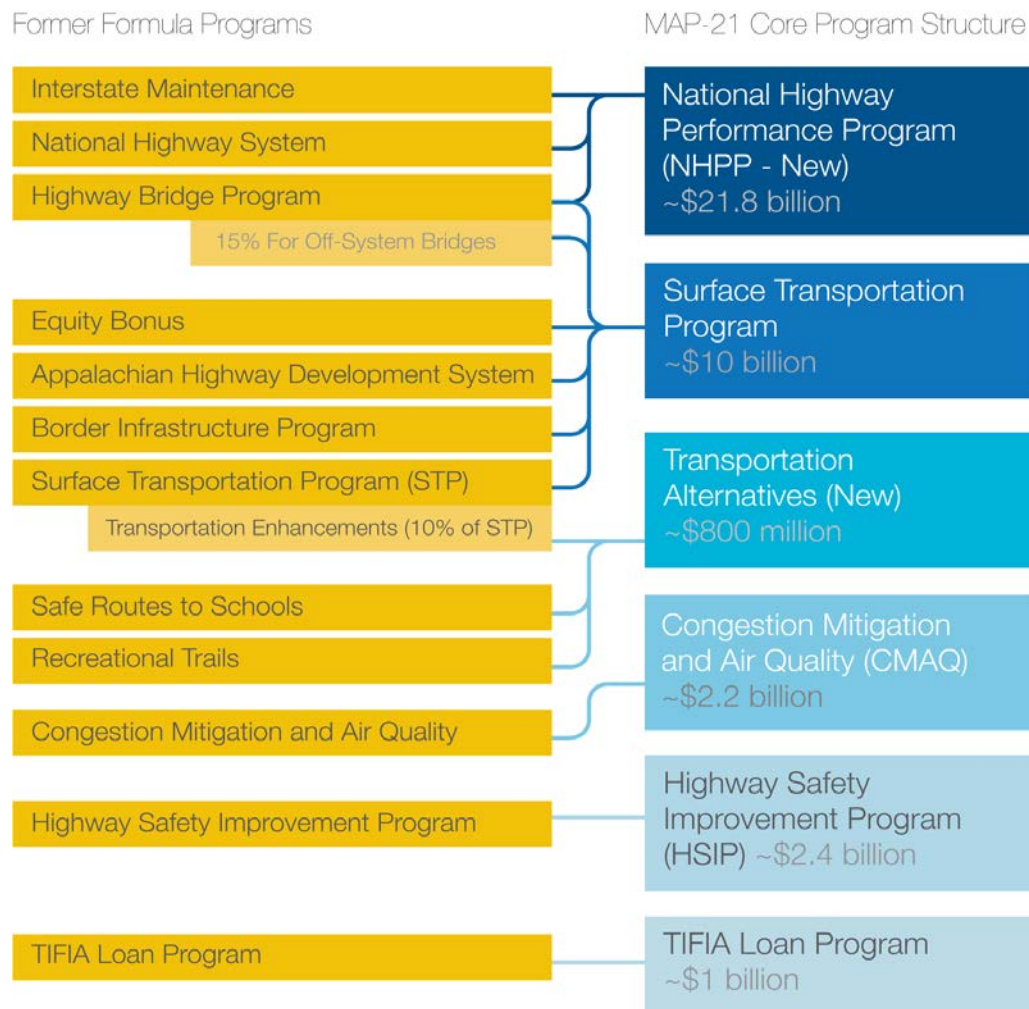 Former Formula Programs
Interstate Maintenance
National Highway System
Highway Bridge Program
15% For Off-System Bridges
Equity Bonus
Appalachian Highway Development System
Border Infrastructure Program
Surface Transportation Program (STP)
Transportation Enhancements (10% of STP)
Safe Routes to Schools
Recreational Trails
Congestion Mitigation and Air Quality
Highway Safety Improvement Program
TIFIA Loan Program
MAP-21 Core Program Structure
National Highway
Performance Program
(NHPP - New)
~$21.8 billion
Surface Transportation
Program
~$10 billion
Transportation
Alternatives (New)
~$800 million
Congestion Mitigation
and Air Quality (CMAQ)
~$2.2 billion
Highway Safety
Improvement Program
(HSIP) ~$2.4 billion
TIFIA Loan Program
~$1 billion